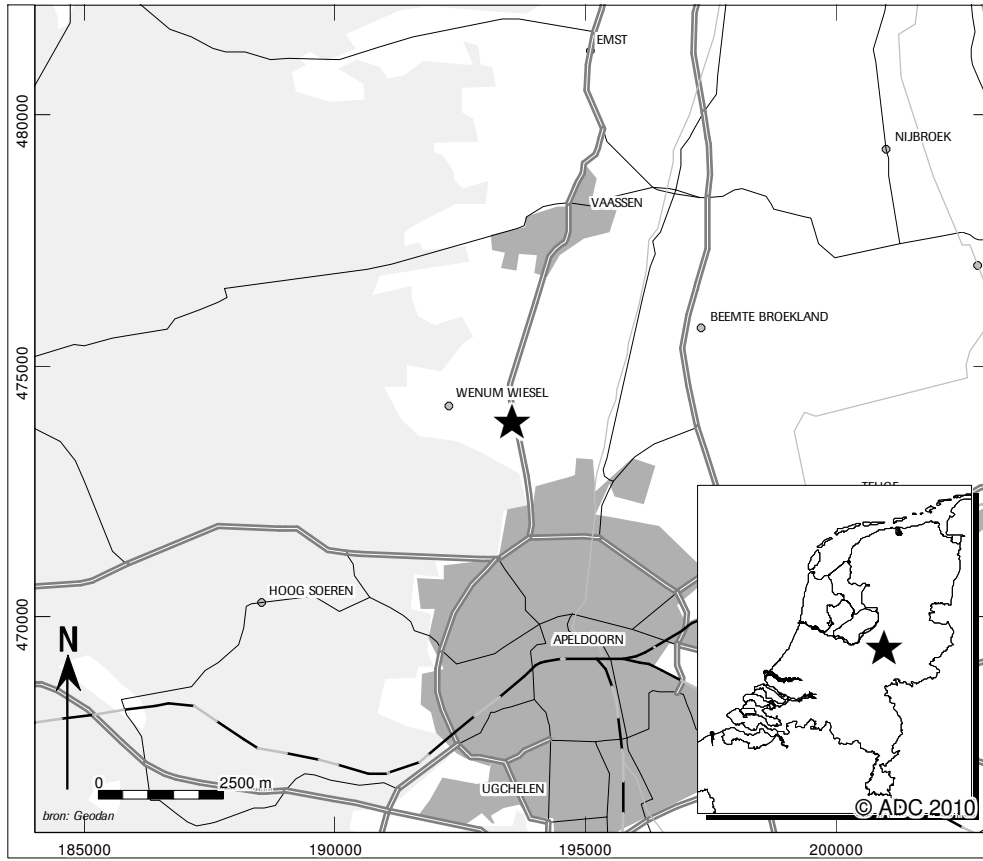 EMST
480000
NIJBROEK
VAASSEN
BEEMTE BROEKLAND
475000
WENUM WIESEL
HOOG SOEREN
470000
N
APELDOORN
0
2500 m
UGCHELEN
bron: Geodan
© ADC 2010
185000
190000
195000
200000